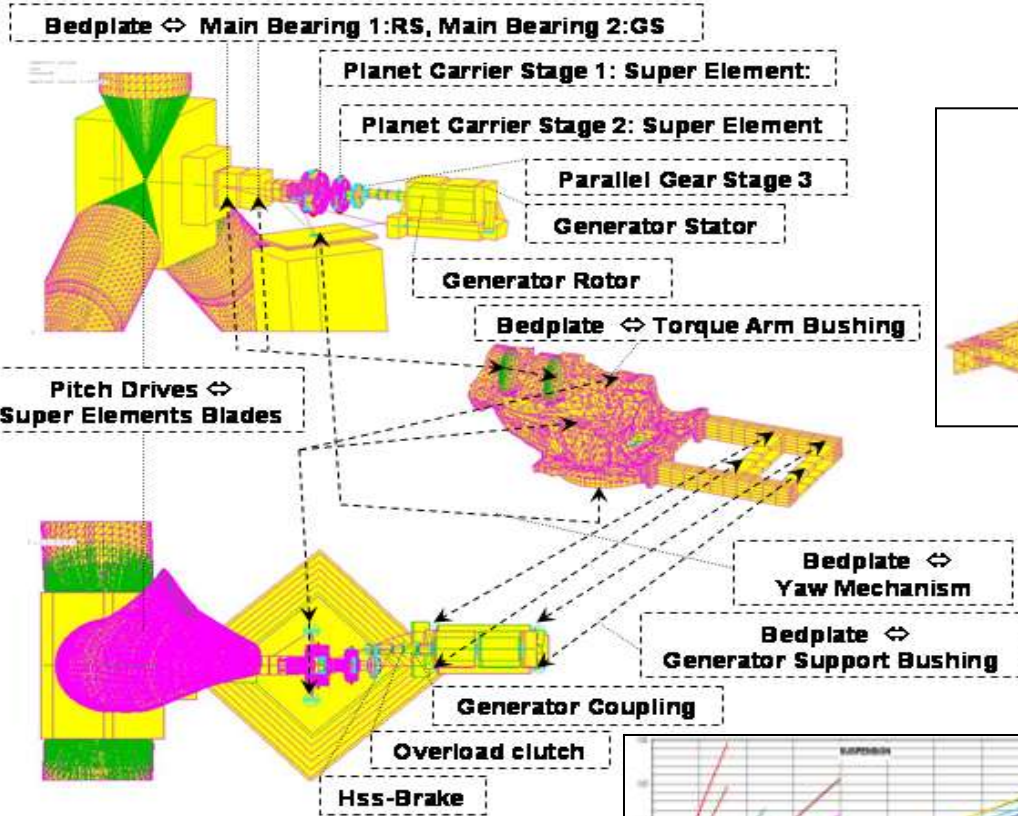 Bedplate ⇔ Main Bearing 1:RS, Main Bearing 2:GS
Planet Carrier Stage 1: Super Element:
Planet Carrier Stage 2: Super Element
Parallel Gear Stage 3
Generator Stator
Generator Rotor
Bedplate ⇔ Torque Arm Bushing
Pitch Drives ⇔
Super Elements Blades
Bedplate ⇔
Yaw Mechanism
Bedplate ⇔
Generator Support Bushing
Generator Coupling
Overload clutch
Hss-Brake
SUSPENSION